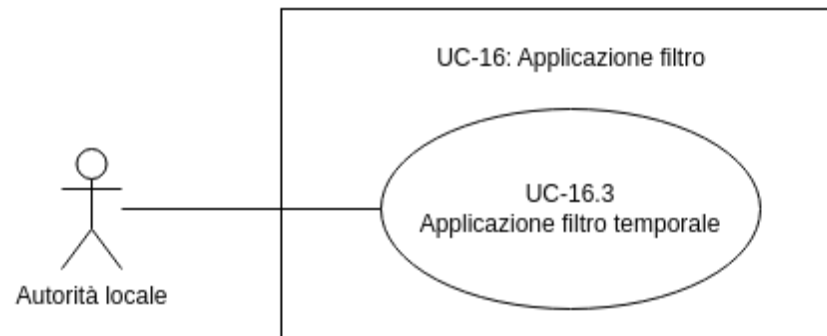 UC-16: Applicazione filtro
UC-16.3
Applicazione filtro temporale
Autorità locale